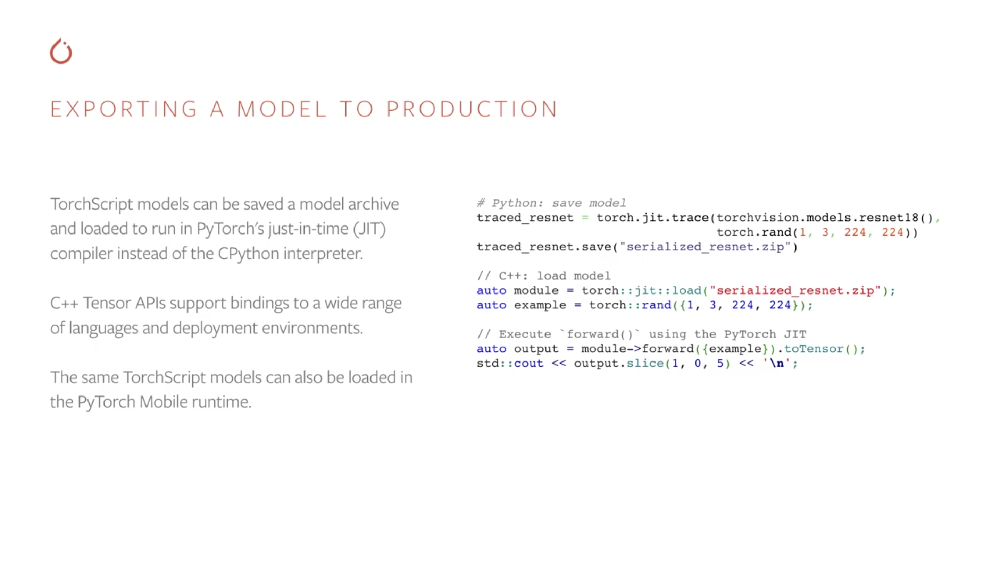 EXPORTING A MODEL TO PRODUCTION
TorchScript models can be saved a model archive
and loaded to run in PyTorch's just-in-time (JIT)
compiler instead of the CPython interpreter.
C++ Tensor APIs support bindings to a wide range
of languages and deployment environments.
The same TorchScript models can also be loaded in
the PyTorch Mobile runtime.
# Python: save model
traced_resnet = torch.jit.trace(torchvision.models.resnet18(),
torch.rand(1, 3, 224, 224))
traced_resnet.save("serialized_resnet.zip")
// C++: load model
auto module = torch::jit::load("serialized_resnet.zip");
auto example = torch::rand({1, 3, 224, 224});
// Execute `forward()` using the PyTorch JIT
auto output = module->forward({example}).toTensor();
std::cout << output.slice(1, 0, 5) << '\n';